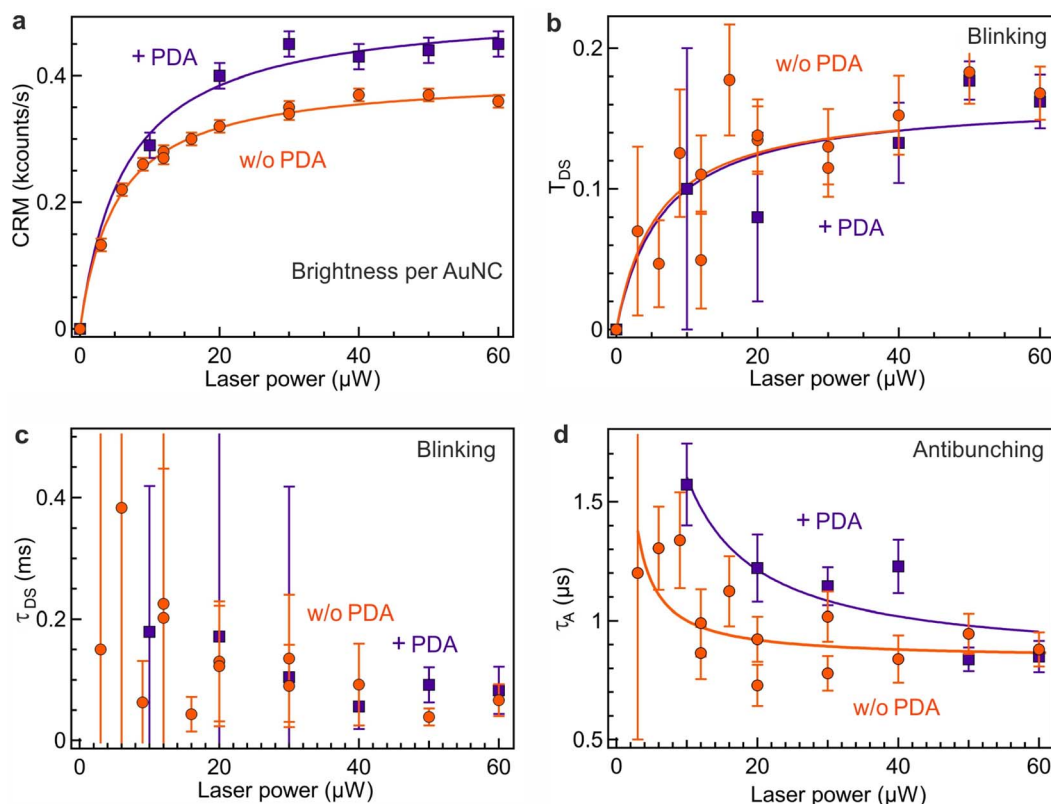 a
+ PDA
w/o PDA
Brightness per AuNC
CRM (kcounts/s)
0.4
0.2
0
0 20 40 60
Laser power (µW)
b
Blinking
w/o PDA
+ PDA
T_DS
0.2
0.1
0
0 20 40 60
Laser power (µW)
c
Blinking
w/o PDA
+ PDA
τ_DS (ms)
0.4
0.2
0
0 20 40 60
Laser power (µW)
d
Antibunching
+ PDA
w/o PDA
τ_A (µs)
1.5
1
0.5
0 20 40 60
Laser power (µW)